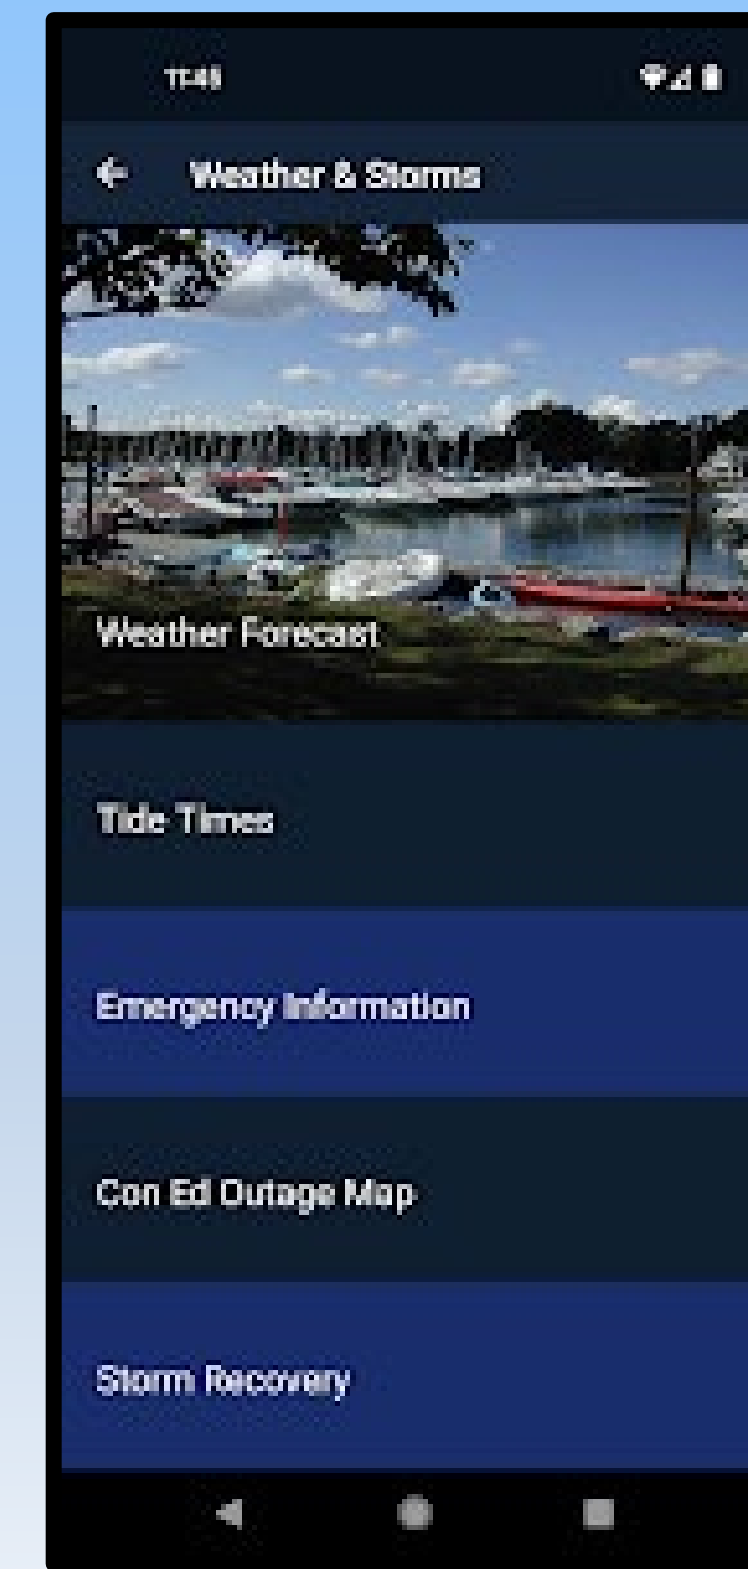 11:48
Weather & Storms
Weather Forecast
Tide Times
Emergency Information
Con Ed Outage Map
Storm Recovery